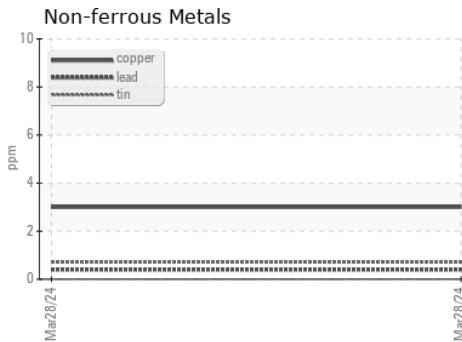 Non-ferrous Metals
10
8
6
4
2
0
ppm
copper
lead
tin
Mar28/24
Mar28/24